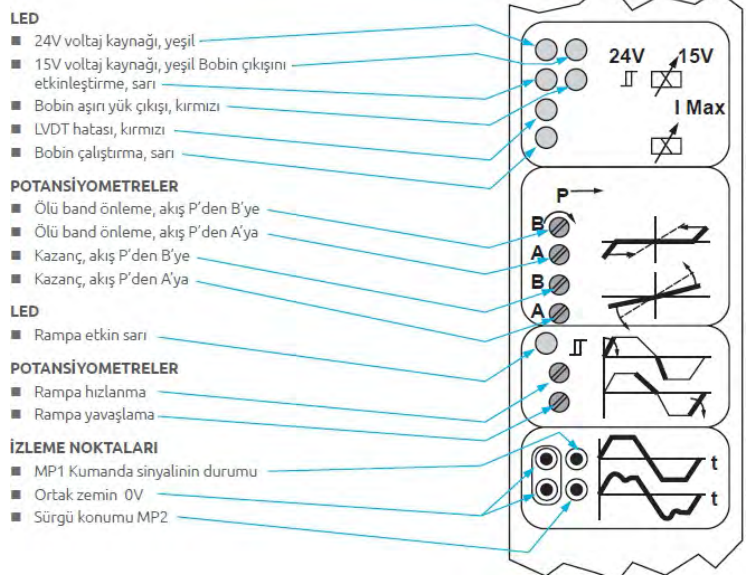 LED
■ 24V voltaj kaynağı, yeşil
■ 15V voltaj kaynağı, yeşil Bobin çıkışını
etkinleştirme, sarı
■ Bobin aşırı yük çıkışı, kırmızı
■ LVDT hatası, kırmızı
■ Bobin çalıştırma, sarı
POTANSİYOMETRELER
■ Ölü band önleme, akış P'den B'ye
■ Ölü band önleme, akış P'den A'ya
■ Kazanç, akış P'den B'ye
■ Kazanç, akış P'den A'ya
LED
■ Rampa etkin sarı
POTANSİYOMETRELER
■ Rampa hızlanma
■ Rampa yavaşlama
İZLEME NOKTALARI
■ MP1 Kumanda sinyalinin durumu
■ Ortak zemin 0V
■ Sürgü konumu MP2
24V 15V
I Max
P
B
A
B
A
t
t